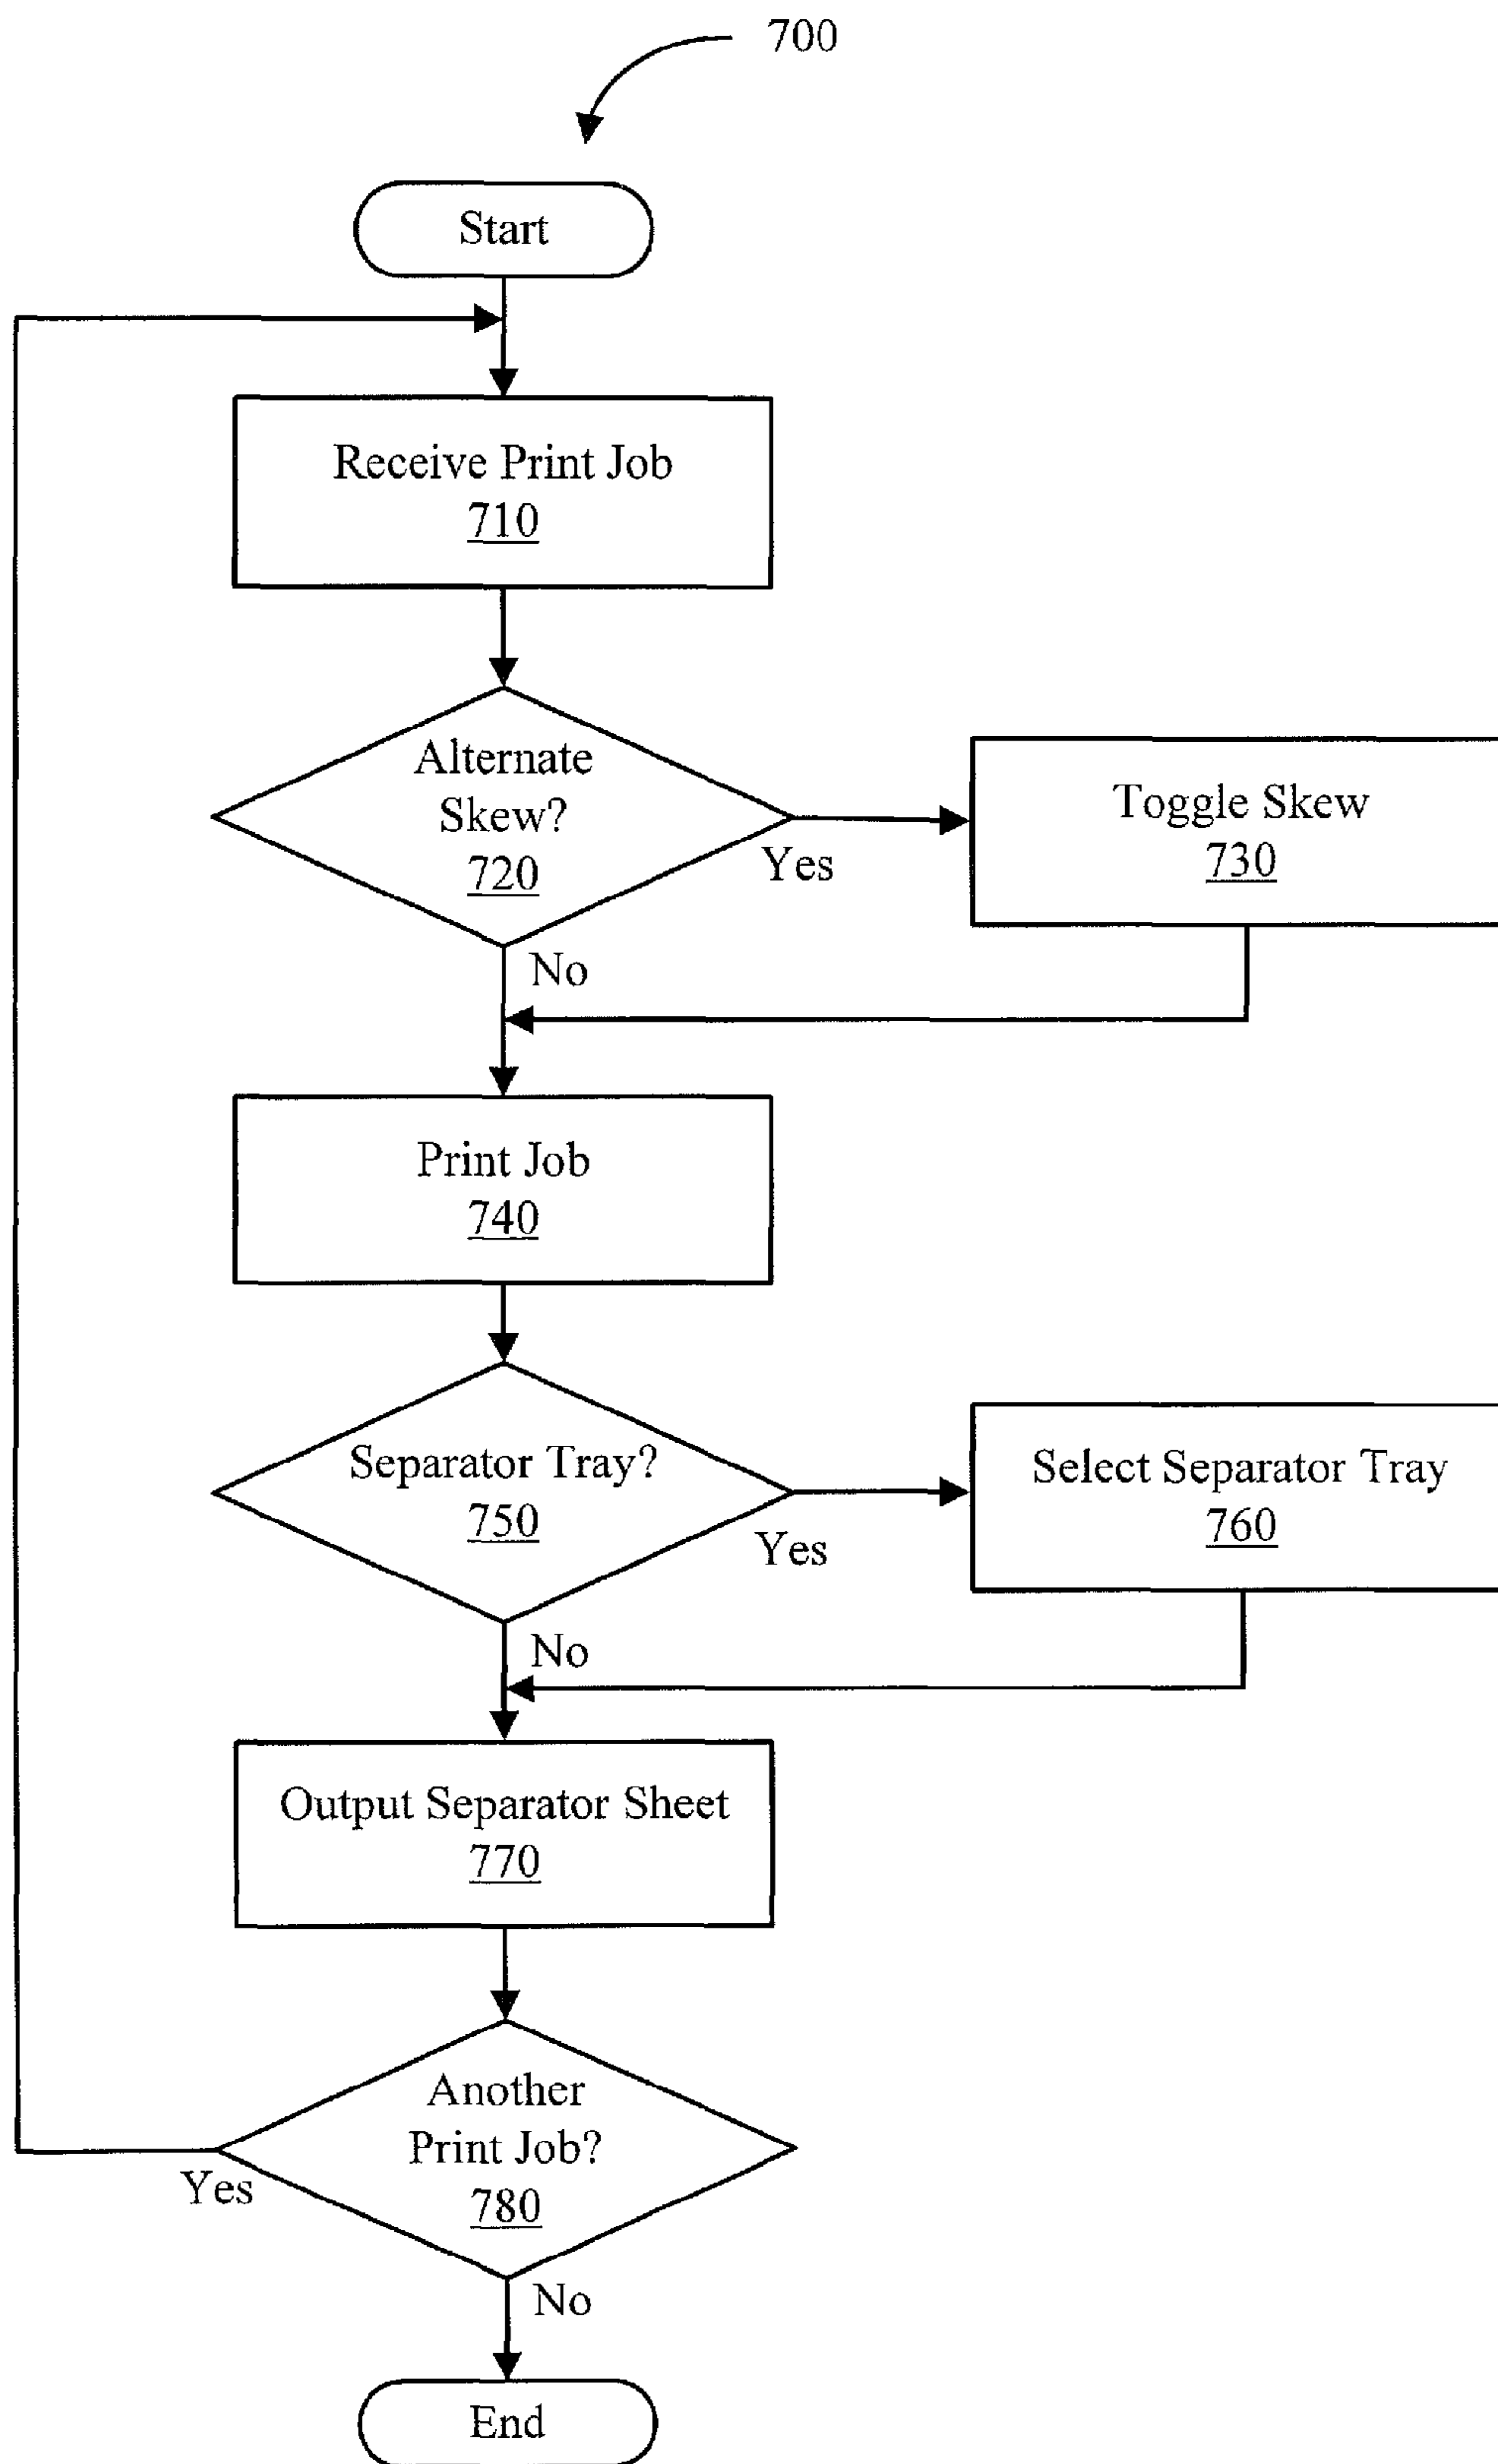 700
Start
Receive Print Job
710
Alternate
Skew?
720
Yes
Toggle Skew
730
No
Print Job
740
Separator Tray?
750
Yes
Select Separator Tray
760
No
Output Separator Sheet
770
Another
Print Job?
780
Yes
No
End